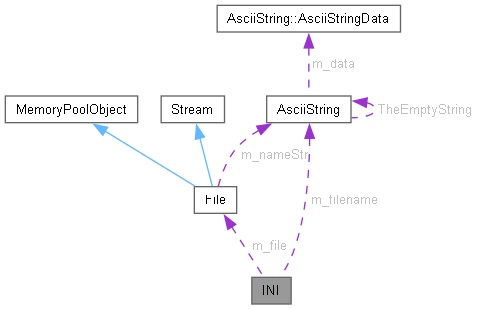 AsciiString::AsciiStringData
m_data
MemoryPoolObject
Stream
AsciiString
TheEmptyString
m_nameStr
File
m_filename
m_file
INI